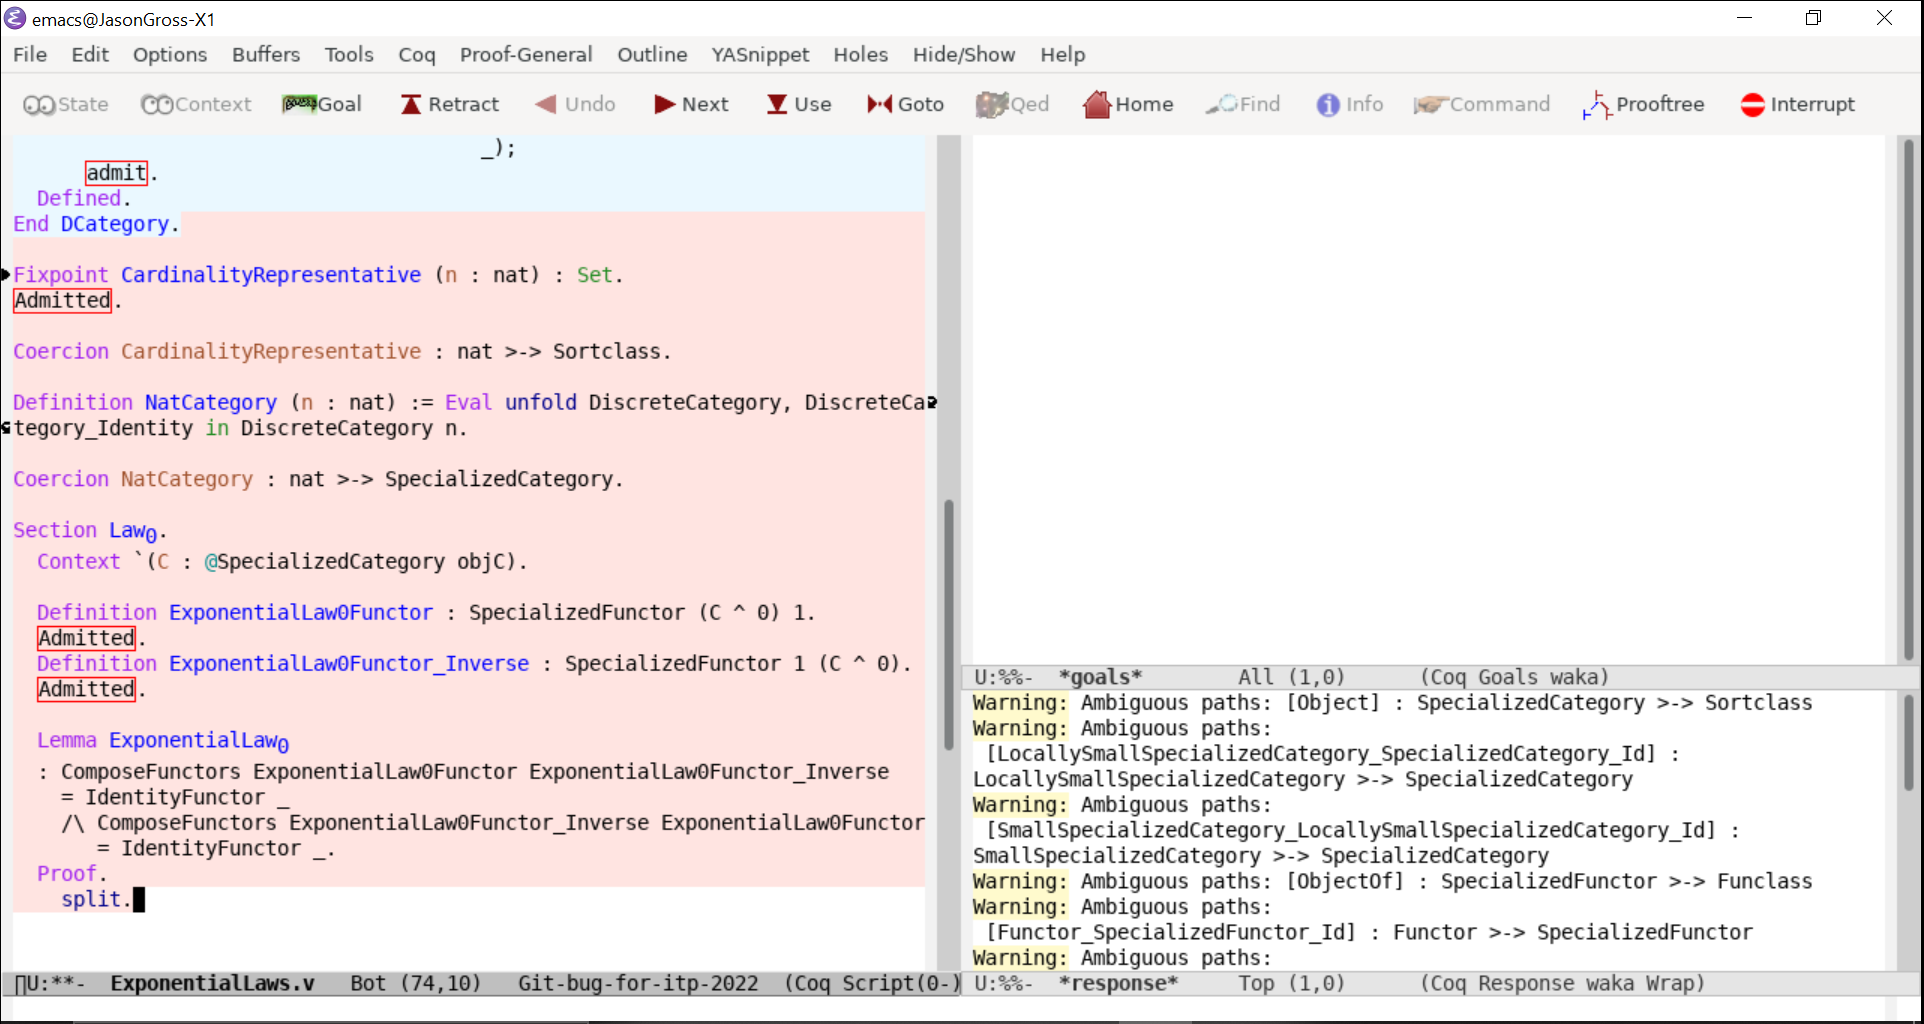 emacs@JasonGross-X1
File Edit Options Buffers Tools Coq Proof-General Outline YASnippet Holes Hide/Show Help
State Context Goal Retract Undo Next Use Goto Qed Home Find Info Command Prooftree Interrupt
_);
admit.
Defined.
End DCategory.
Fixpoint CardinalityRepresentative (n : nat) : Set.
Admitted.
Coercion CardinalityRepresentative : nat >-> Sortclass.
Definition NatCategory (n : nat) := Eval unfold DiscreteCategory, DiscreteCa
tegory_Identity in DiscreteCategory n.
Coercion NatCategory : nat >-> SpecializedCategory.
Section Law0.
Context `(C : @SpecializedCategory objC).
Definition ExponentialLaw0Functor : SpecializedFunctor (C ^ 0) 1.
Admitted.
Definition ExponentialLaw0Functor_Inverse : SpecializedFunctor 1 (C ^ 0).
Admitted.
Lemma ExponentialLaw0
: ComposeFunctors ExponentialLaw0Functor ExponentialLaw0Functor_Inverse
= IdentityFunctor _
/\ ComposeFunctors ExponentialLaw0Functor_Inverse ExponentialLaw0Functor
= IdentityFunctor _.
Proof.
split.
U:**- ExponentialLaws.v Bot (74,10) Git-bug-for-itp-2022 (Coq Script(0-)
U:%%- *goals* All (1,0) (Coq Goals waka)
Warning: Ambiguous paths: [Object] : SpecializedCategory >-> Sortclass
Warning: Ambiguous paths:
[LocallySmallSpecializedCategory_SpecializedCategory_Id] :
LocallySmallSpecializedCategory >-> SpecializedCategory
Warning: Ambiguous paths:
[SmallSpecializedCategory_LocallySmallSpecializedCategory_Id] :
SmallSpecializedCategory >-> SpecializedCategory
Warning: Ambiguous paths: [ObjectOf] : SpecializedFunctor >-> Funclass
Warning: Ambiguous paths:
[Functor_SpecializedFunctor_Id] : Functor >-> SpecializedFunctor
Warning: Ambiguous paths:
U:%%- *response* Top (1,0) (Coq Response waka Wrap)